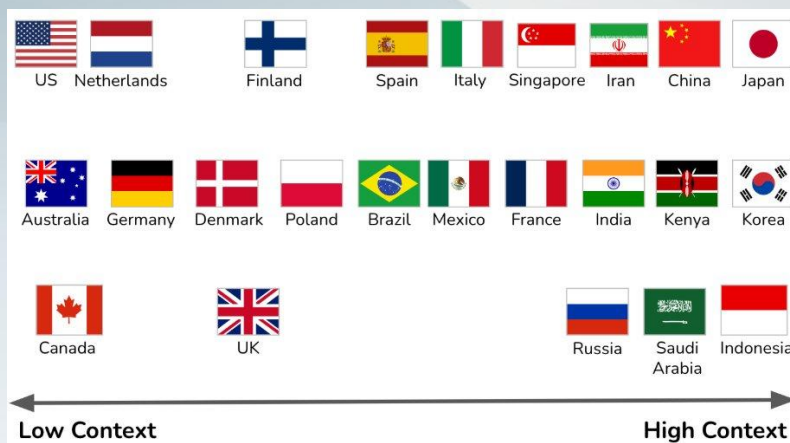 US Netherlands Finland Spain Italy Singapore Iran China Japan
Australia Germany Denmark Poland Brazil Mexico France India Kenya Korea
Canada UK Russia Saudi Arabia Indonesia
Low Context High Context